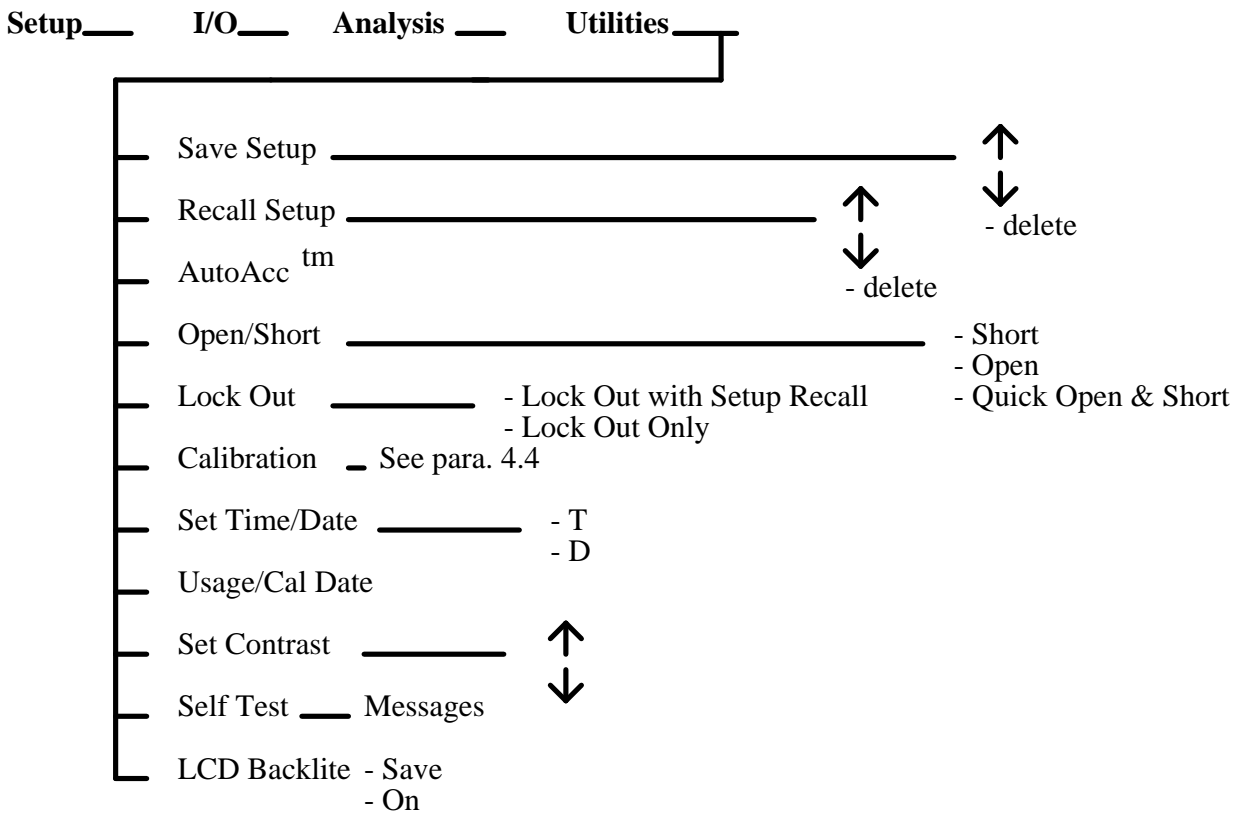 Setup I/O Analysis Utilities
Save Setup
- delete
Recall Setup
- delete
AutoAcc tm
Open/Short
- Short
- Open
- Quick Open & Short
Lock Out
- Lock Out with Setup Recall
- Lock Out Only
Calibration See para. 4.4
Set Time/Date
- T
- D
Usage/Cal Date
Set Contrast
Self Test Messages
LCD Backlite - Save
- On